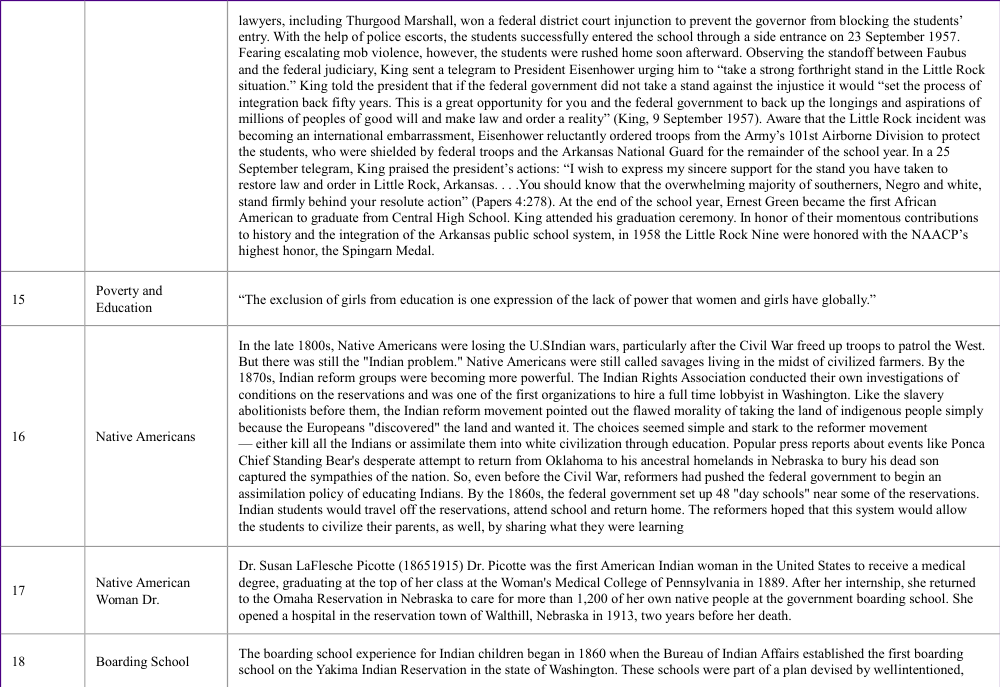 lawyers, including Thurgood Marshall, won a federal district court injunction to prevent the governor from blocking the students’
entry. With the help of police escorts, the students successfully entered the school through a side entrance on 23 September 1957.
Fearing escalating mob violence, however, the students were rushed home soon afterward. Observing the standoff between Faubus
and the federal judiciary, King sent a telegram to President Eisenhower urging him to “take a strong forthright stand in the Little Rock
situation.” King told the president that if the federal government did not take a stand against the injustice it would “set the process of
integration back fifty years. This is a great opportunity for you and the federal government to back up the longings and aspirations of
millions of peoples of good will and make law and order a reality” (King, 9 September 1957). Aware that the Little Rock incident was
becoming an international embarrassment, Eisenhower reluctantly ordered troops from the Army’s 101st Airborne Division to protect
the students, who were shielded by federal troops and the Arkansas National Guard for the remainder of the school year. In a 25
September telegram, King praised the president’s actions: “I wish to express my sincere support for the stand you have taken to
restore law and order in Little Rock, Arkansas. . . .You should know that the overwhelming majority of southerners, Negro and white,
stand firmly behind your resolute action” (Papers 4:278). At the end of the school year, Ernest Green became the first African
American to graduate from Central High School. King attended his graduation ceremony. In honor of their momentous contributions
to history and the integration of the Arkansas public school system, in 1958 the Little Rock Nine were honored with the NAACP’s
highest honor, the Spingarn Medal.
15
Poverty and
Education
“The exclusion of girls from education is one expression of the lack of power that women and girls have globally.”
16
Native Americans
In the late 1800s, Native Americans were losing the U.SIndian wars, particularly after the Civil War freed up troops to patrol the West.
But there was still the "Indian problem." Native Americans were still called savages living in the midst of civilized farmers. By the
1870s, Indian reform groups were becoming more powerful. The Indian Rights Association conducted their own investigations of
conditions on the reservations and was one of the first organizations to hire a full time lobbyist in Washington. Like the slavery
abolitionists before them, the Indian reform movement pointed out the flawed morality of taking the land of indigenous people simply
because the Europeans "discovered" the land and wanted it. The choices seemed simple and stark to the reformer movement
— either kill all the Indians or assimilate them into white civilization through education. Popular press reports about events like Ponca
Chief Standing Bear's desperate attempt to return from Oklahoma to his ancestral homelands in Nebraska to bury his dead son
captured the sympathies of the nation. So, even before the Civil War, reformers had pushed the federal government to begin an
assimilation policy of educating Indians. By the 1860s, the federal government set up 48 "day schools" near some of the reservations.
Indian students would travel off the reservations, attend school and return home. The reformers hoped that this system would allow
the students to civilize their parents, as well, by sharing what they were learning
17
Native American
Woman Dr.
Dr. Susan LaFlesche Picotte (18651915) Dr. Picotte was the first American Indian woman in the United States to receive a medical
degree, graduating at the top of her class at the Woman's Medical College of Pennsylvania in 1889. After her internship, she returned
to the Omaha Reservation in Nebraska to care for more than 1,200 of her own native people at the government boarding school. She
opened a hospital in the reservation town of Walthill, Nebraska in 1913, two years before her death.
18
Boarding School
The boarding school experience for Indian children began in 1860 when the Bureau of Indian Affairs established the first boarding
school on the Yakima Indian Reservation in the state of Washington. These schools were part of a plan devised by wellintentioned,